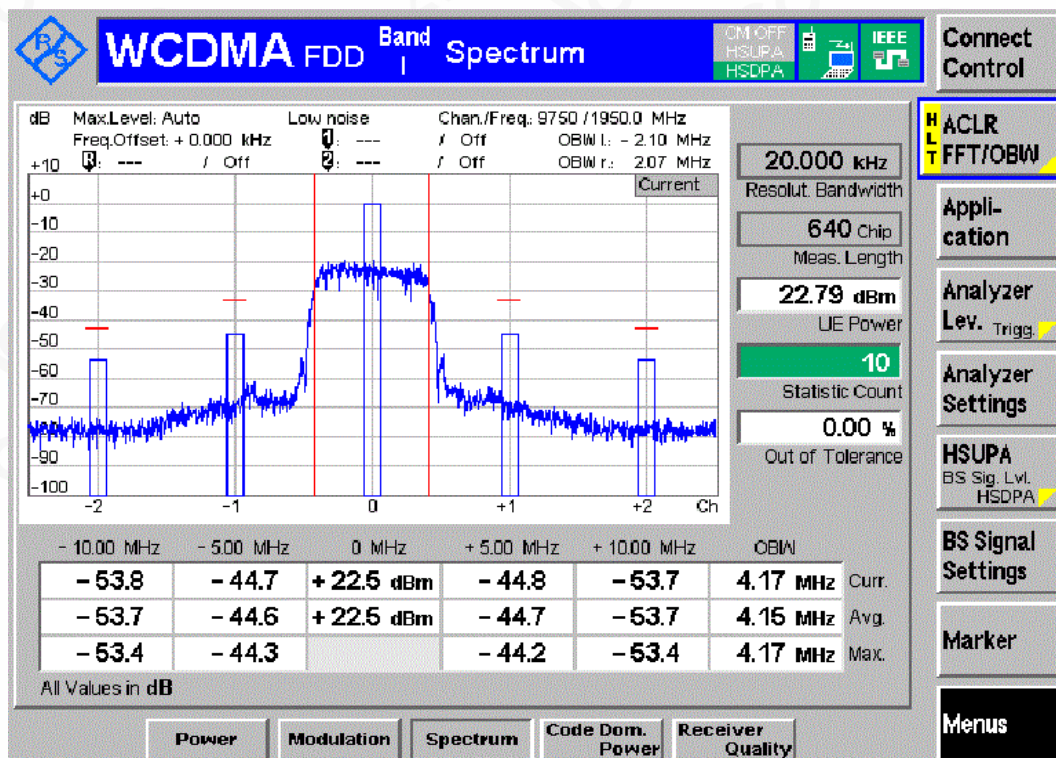 R&S
WCDMA FDD Band I Spectrum
CM OFF
HSUPA
HSDPA
IEEE
Connect Control
dB Max.Level: Auto Low noise Chan./Freq.: 9750 /1950.0 MHz
Freq.Offset: + 0.000 kHz 1: --- / Off OBW l.: - 2.10 MHz
R: --- / Off 2: --- / Off OBW r.: 2.07 MHz
Current
+10
+0
-10
-20
-30
-40
-50
-60
-70
-90
-100
-2 -1 0 +1 +2 Ch
20.000 kHz
Resolut. Bandwidth
640 Chip
Meas. Length
22.79 dBm
UE Power
10
Statistic Count
0.00 %
Out of Tolerance
- 10.00 MHz - 5.00 MHz 0 MHz + 5.00 MHz + 10.00 MHz OBW
- 53.8 - 44.7 + 22.5 dBm - 44.8 - 53.7 4.17 MHz Curr.
- 53.7 - 44.6 + 22.5 dBm - 44.7 - 53.7 4.15 MHz Avg.
- 53.4 - 44.3 - 44.2 - 53.4 4.17 MHz Max.
All Values in dB
HLT
ACLR
FFT/OBW
Appli-
cation
Analyzer
Lev. Trigg.
Analyzer
Settings
HSUPA
BS Sig. Lvl.
HSDPA
BS Signal
Settings
Marker
Menus
Power
Modulation
Spectrum
Code Dom.
Power
Receiver
Quality